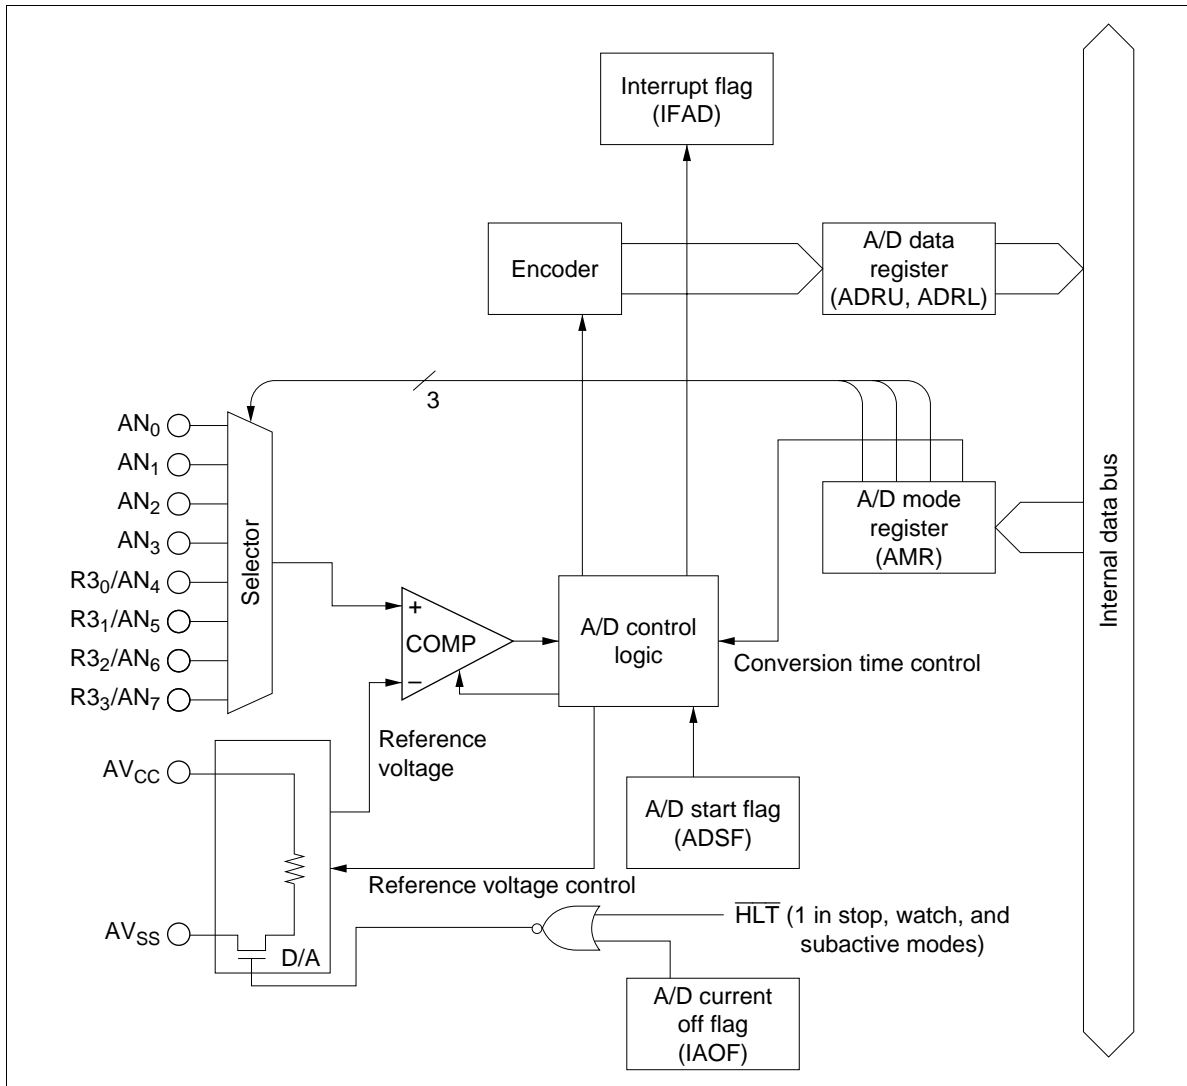 Interrupt flag
(IFAD)
Encoder
A/D data
register
(ADRU, ADRL)
3
AN0
AN1
AN2
AN3
R30/AN4
R31/AN5
R32/AN6
R33/AN7
Selector
A/D mode
register
(AMR)
Internal data bus
+
COMP
–
A/D control
logic
Conversion time control
Reference
voltage
AVCC
A/D start flag
(ADSF)
Reference voltage control
AVSS
D/A
HLT (1 in stop, watch, and
subactive modes)
A/D current
off flag
(IAOF)